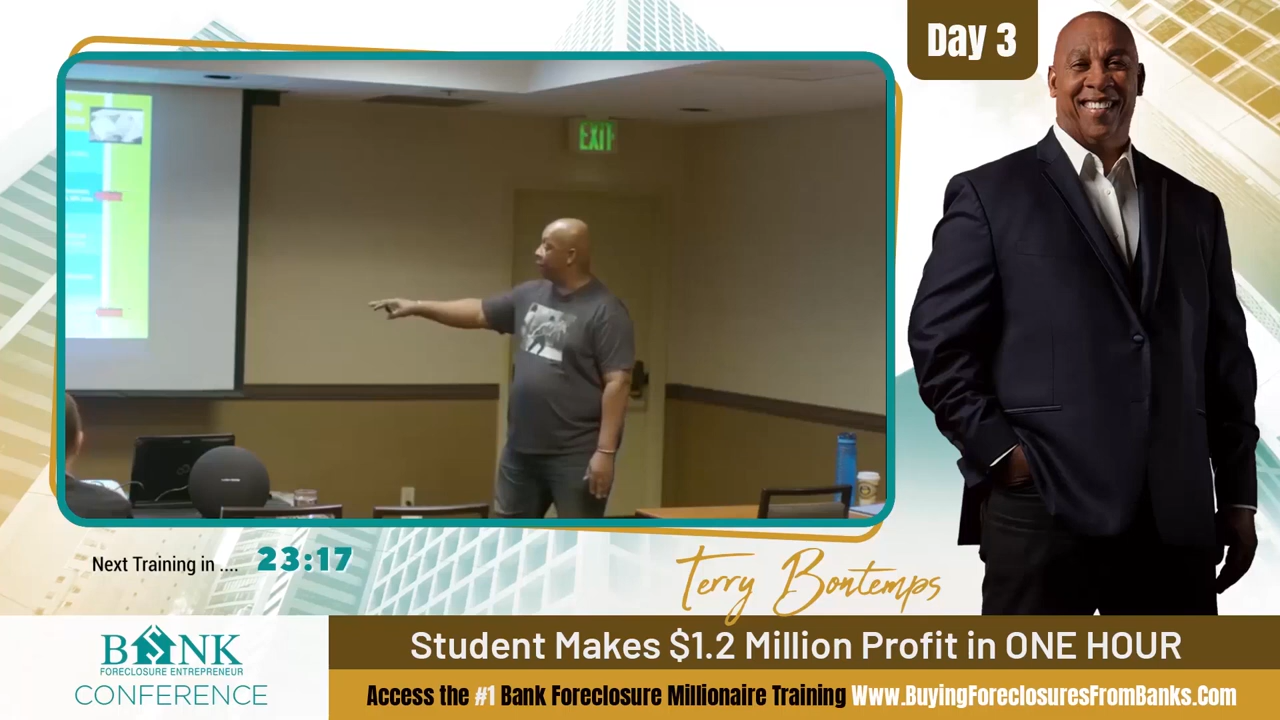 Day 3
EXIT
Next Training in .... 23:17
Terry Bontemps
BANK
FORECLOSURE ENTREPRENEUR
CONFERENCE
Student Makes $1.2 Million Profit in ONE HOUR
Access the #1 Bank Foreclosure Millionaire Training Www.BuyingForeclosuresFromBanks.Com